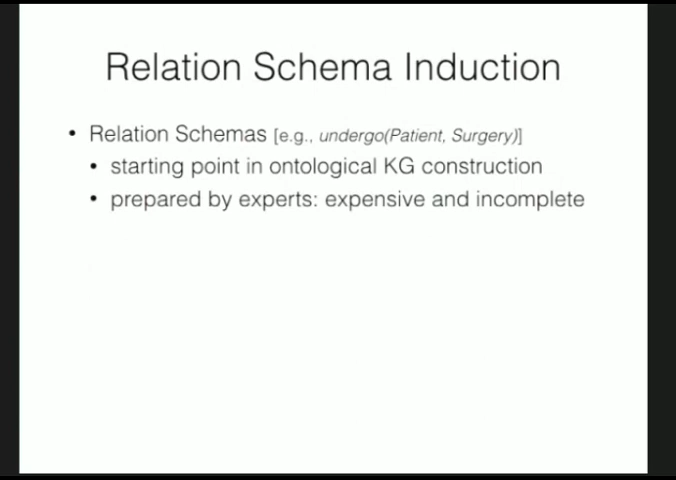 Relation Schema Induction
• Relation Schemas [e.g., undergo(Patient, Surgery)]
• starting point in ontological KG construction
• prepared by experts: expensive and incomplete